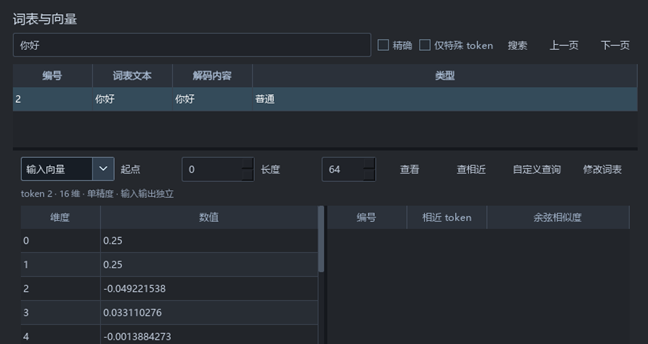 词表与向量
你好 精确 仅特殊 token 搜索 上一页 下一页
编号 词表文本 解码内容 类型
2 你好 你好 普通
输入向量 起点 0 长度 64 查看 查相近 自定义查询 修改词表
token 2 · 16 维 · 单精度 · 输入输出独立
维度 数值 编号 相近 token 余弦相似度
0 0.25
1 0.25
2 -0.049221538
3 0.033110276
4 -0.0013884273